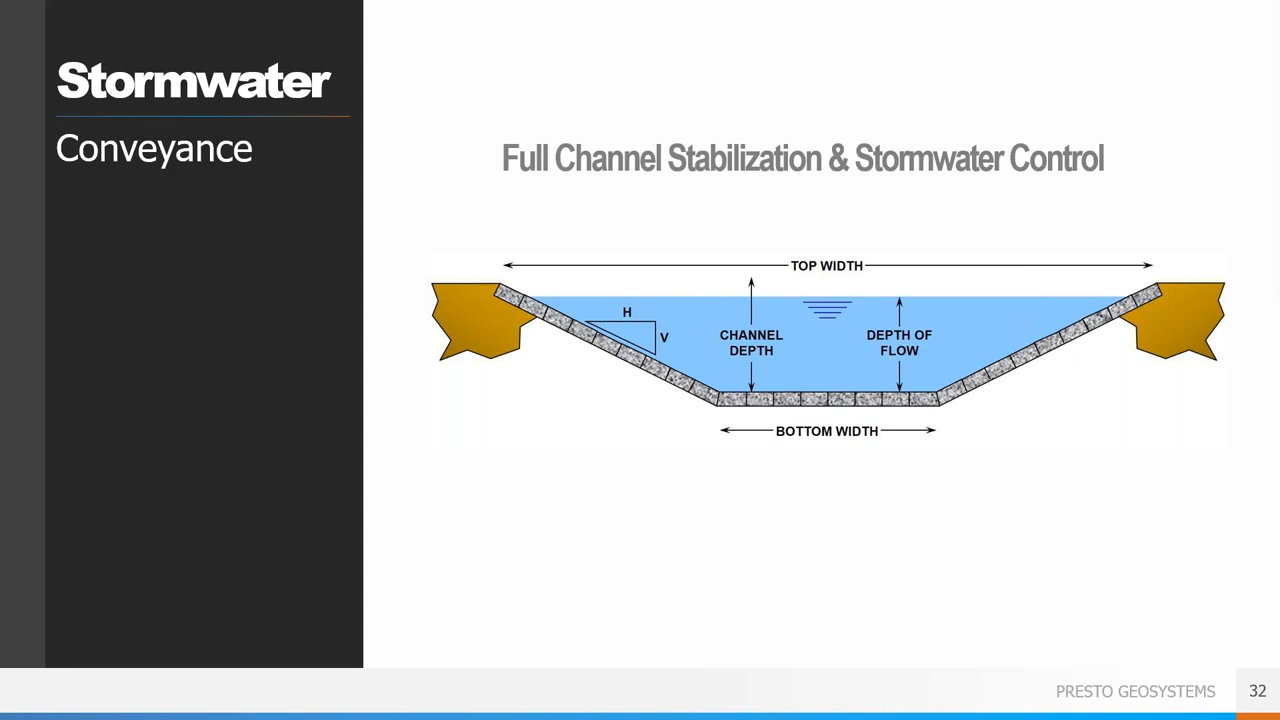 Stormwater
Conveyance
Full Channel Stabilization & Stormwater Control
TOP WIDTH
H
V
CHANNEL
DEPTH
DEPTH OF
FLOW
BOTTOM WIDTH
PRESTO GEOSYSTEMS
32